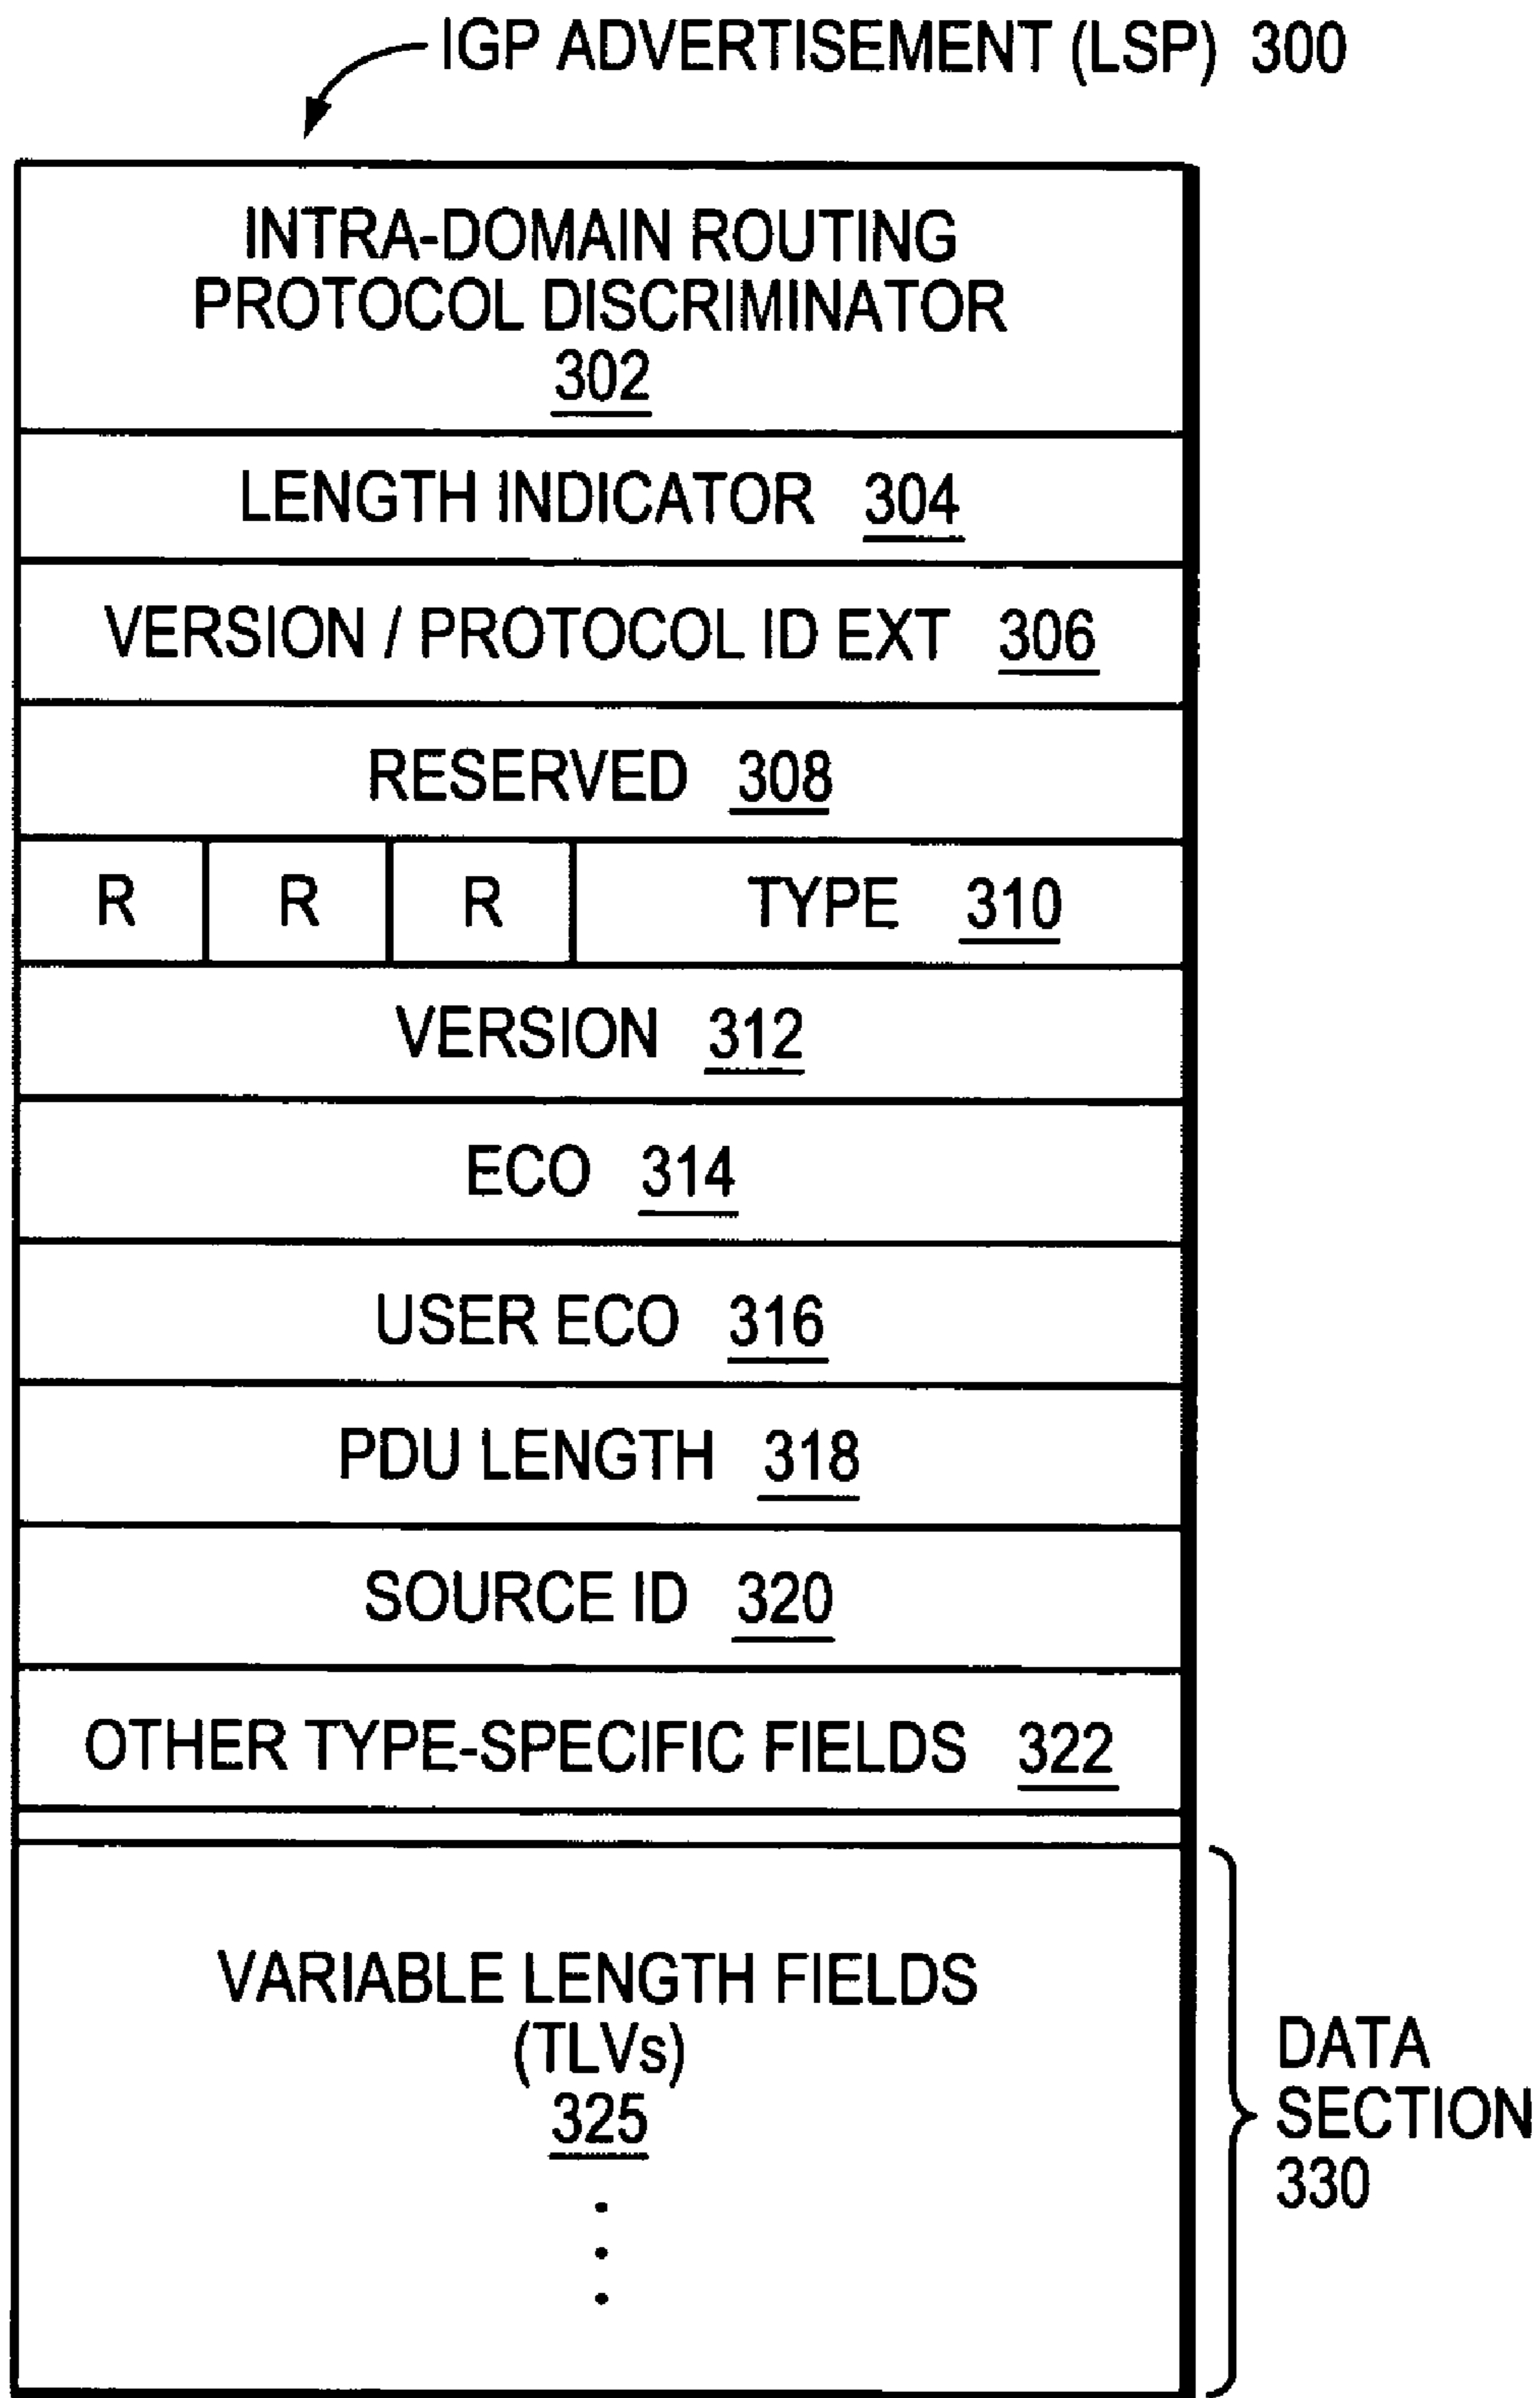 IGP ADVERTISEMENT (LSP) 300
INTRA-DOMAIN ROUTING
PROTOCOL DISCRIMINATOR
302
LENGTH INDICATOR 304
VERSION / PROTOCOL ID EXT 306
RESERVED 308
R R R TYPE 310
VERSION 312
ECO 314
USER ECO 316
PDU LENGTH 318
SOURCE ID 320
OTHER TYPE-SPECIFIC FIELDS 322
VARIABLE LENGTH FIELDS
(TLVs)
325
DATA
SECTION
330